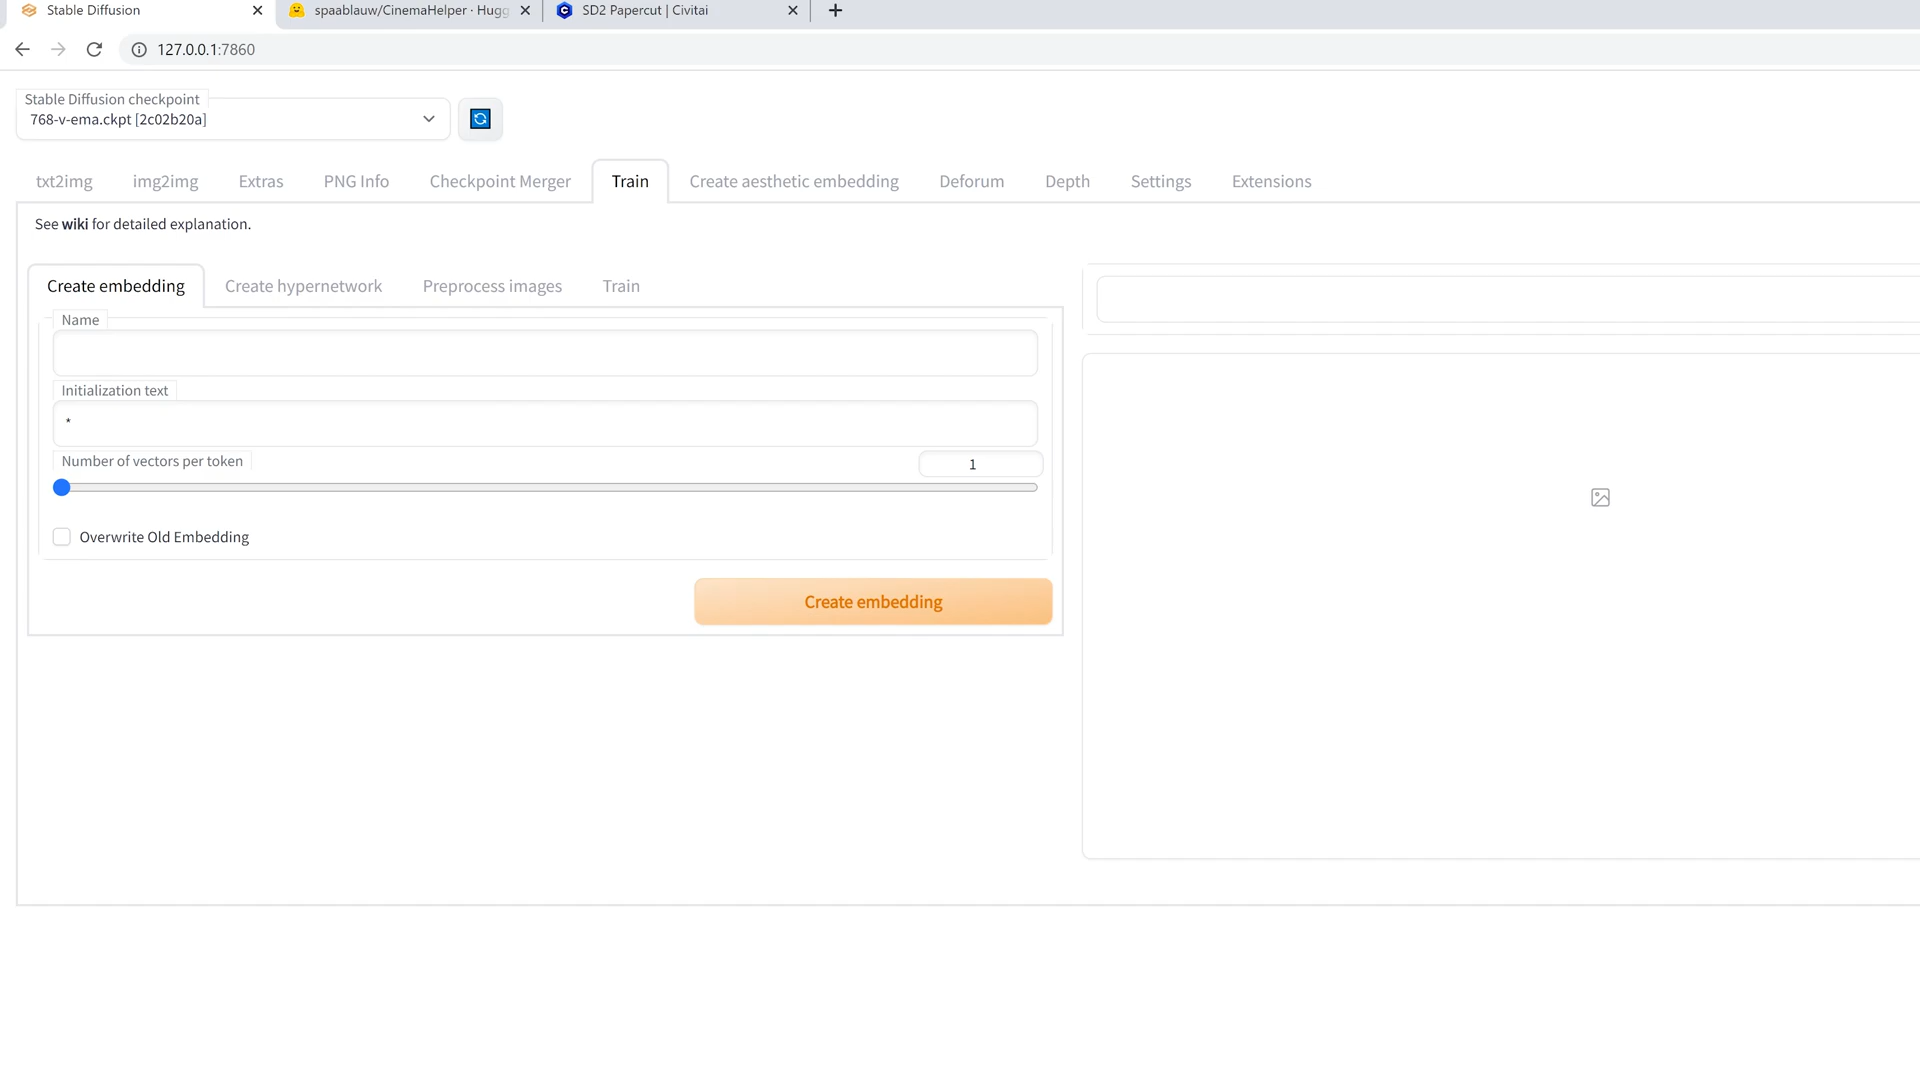 Stable Diffusion
spaablauw/CinemaHelper · Hugg
SD2 Papercut | Civitai
127.0.0.1:7860
Stable Diffusion checkpoint
768-v-ema.ckpt [2c02b20a]
txt2img
img2img
Extras
PNG Info
Checkpoint Merger
Train
Create aesthetic embedding
Deforum
Depth
Settings
Extensions
See wiki for detailed explanation.
Create embedding
Create hypernetwork
Preprocess images
Train
Name
Initialization text
*
Number of vectors per token
1
Overwrite Old Embedding
Create embedding